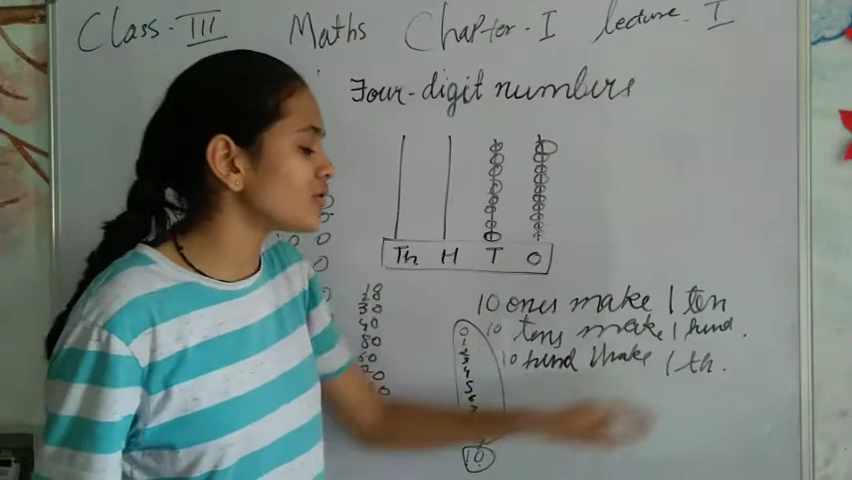 Class - III Maths Chapter - I lecture - I
Four-digit numbers
Th H T O
10 ones make 1 ten
10 tens make 1 hund.
10 hund make 1 th.
10